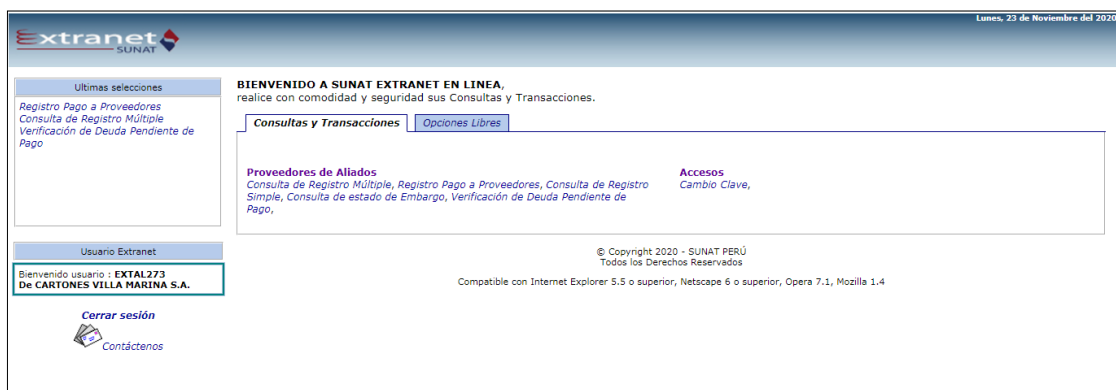 Lunes, 23 de Noviembre del 2020
Extranet
SUNAT
Ultimas selecciones
Registro Pago a Proveedores
Consulta de Registro Múltiple
Verificación de Deuda Pendiente de
Pago
BIENVENIDO A SUNAT EXTRANET EN LINEA,
realice con comodidad y seguridad sus Consultas y Transacciones.
Consultas y Transacciones
Opciones Libres
Proveedores de Aliados
Consulta de Registro Múltiple, Registro Pago a Proveedores, Consulta de Registro
Simple, Consulta de estado de Embargo, Verificación de Deuda Pendiente de
Pago,
Accesos
Cambio Clave,
Usuario Extranet
Bienvenido usuario : EXTAL273
De CARTONES VILLA MARINA S.A.
Cerrar sesión
Contáctenos
© Copyright 2020 - SUNAT PERÚ
Todos los Derechos Reservados
Compatible con Internet Explorer 5.5 o superior, Netscape 6 o superior, Opera 7.1, Mozilla 1.4